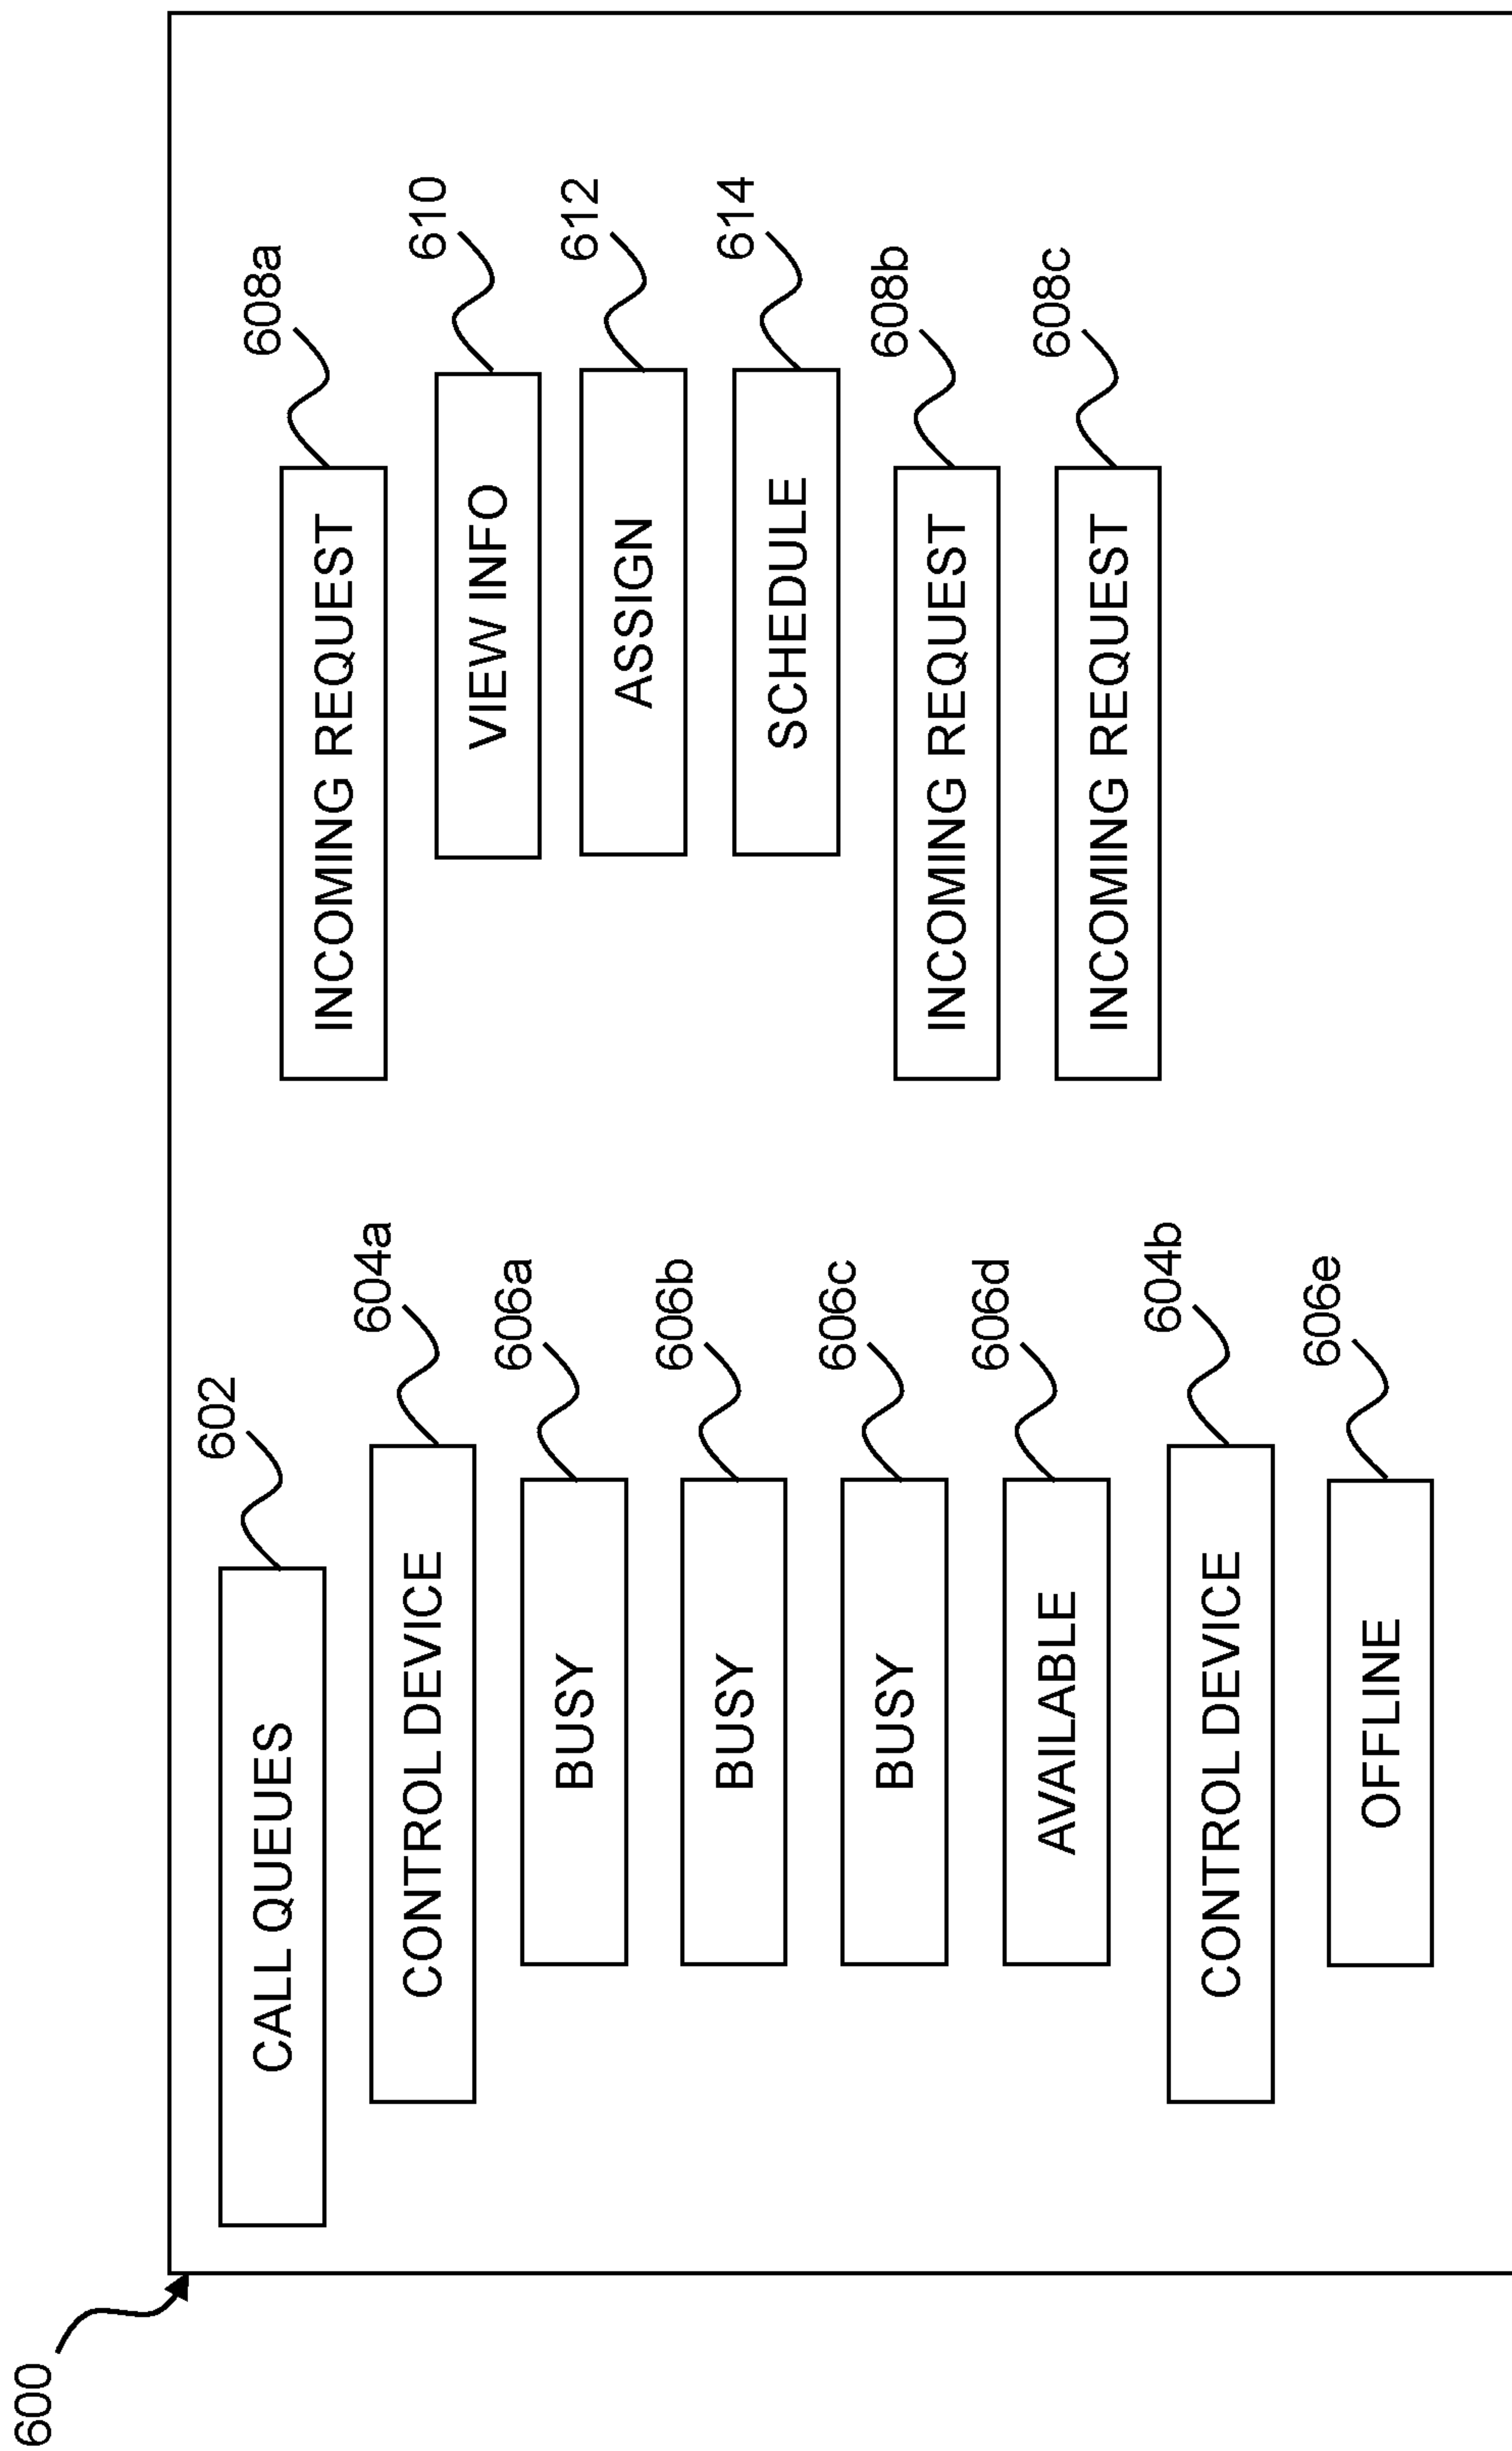 600
602
CALL QUEUES
604a
CONTROL DEVICE
606a
BUSY
606b
BUSY
606c
BUSY
606d
AVAILABLE
604b
CONTROL DEVICE
606e
OFFLINE
608a
INCOMING REQUEST
610
VIEW INFO
612
ASSIGN
614
SCHEDULE
608b
INCOMING REQUEST
608c
INCOMING REQUEST